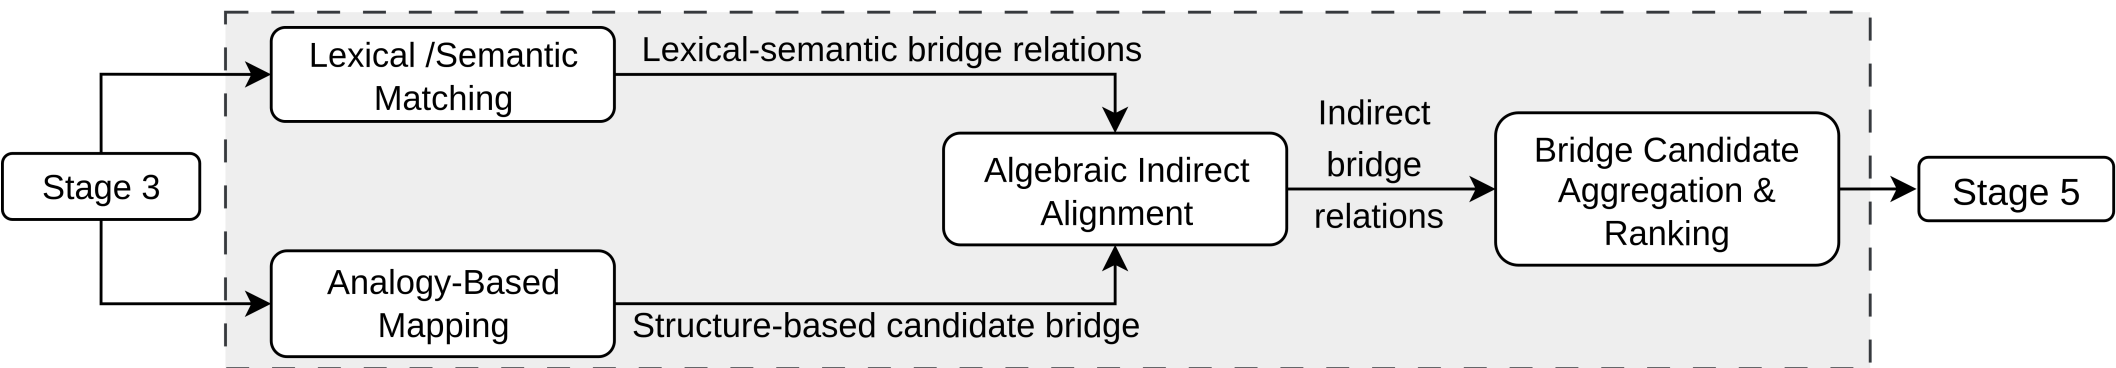 Stage 3
Lexical /Semantic
Matching
Lexical-semantic bridge relations
Analogy-Based
Mapping
Structure-based candidate bridge
Algebraic Indirect
Alignment
Indirect
bridge
relations
Bridge Candidate
Aggregation &
Ranking
Stage 5